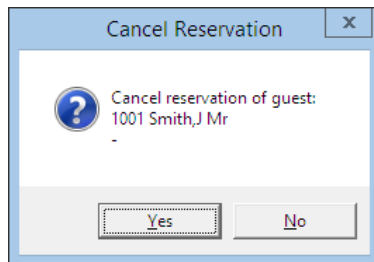 Cancel Reservation
x
Cancel reservation of guest:
1001 Smith,J Mr
-
Yes
No